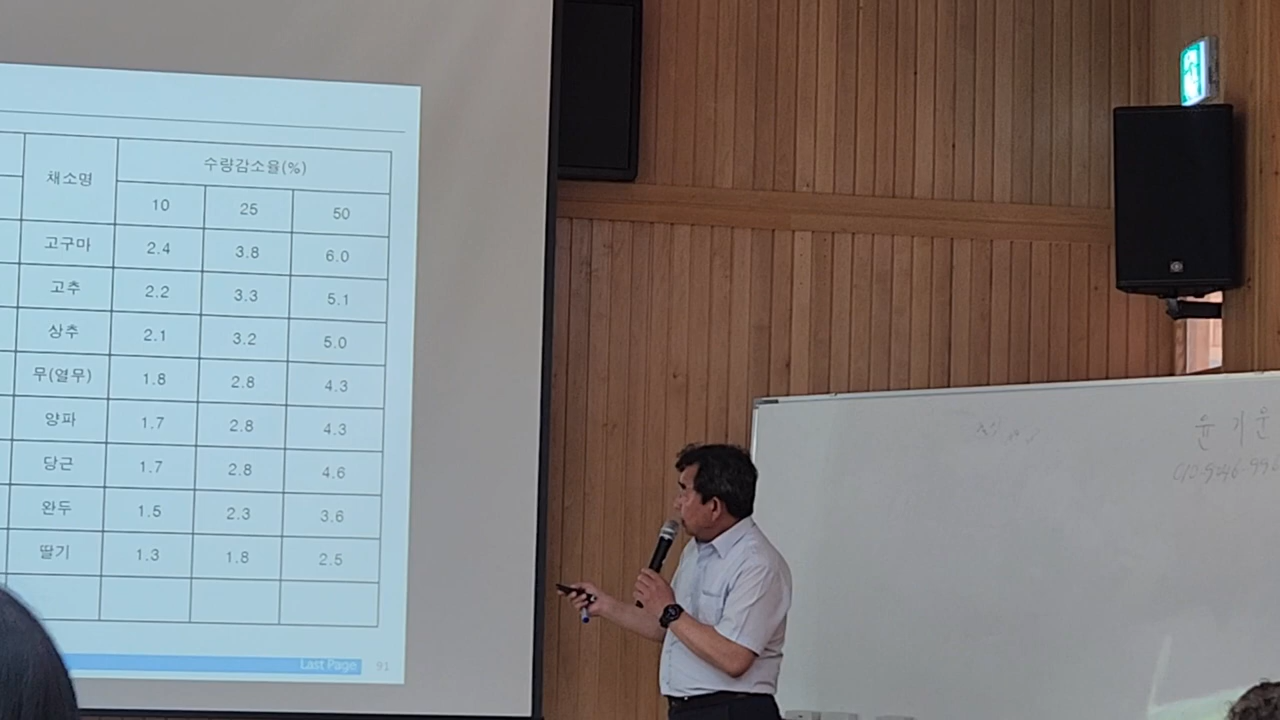 채소명 수량감소율(%)
10 25 50
고구마 2.4 3.8 6.0
고추 2.2 3.3 5.1
상추 2.1 3.2 5.0
무(열무) 1.8 2.8 4.3
양파 1.7 2.8 4.3
당근 1.7 2.8 4.6
완두 1.5 2.3 3.6
딸기 1.3 1.8 2.5
Last Page 91
윤기운